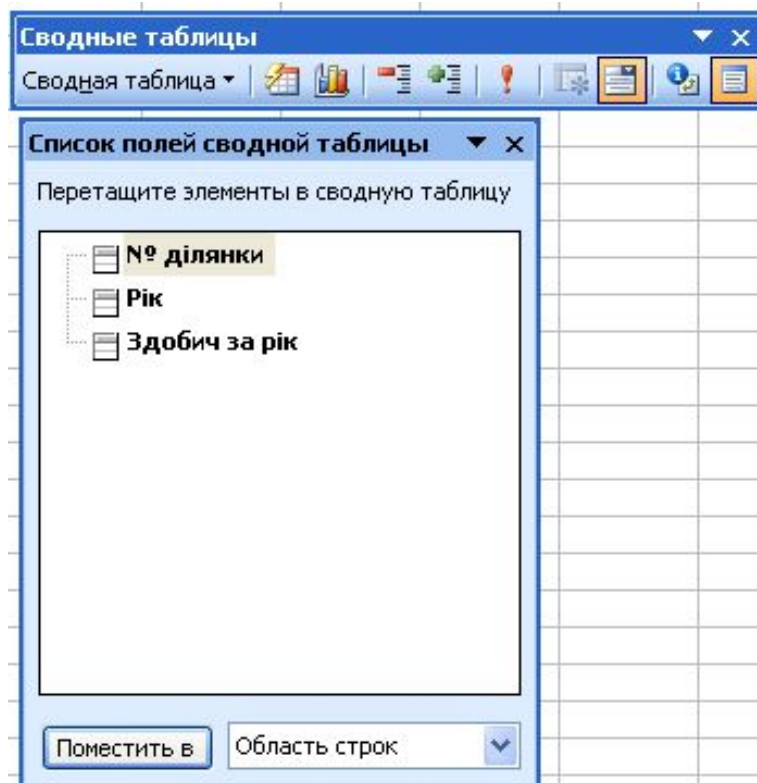 Сводные таблицы
Сводная таблица
Список полей сводной таблицы
Перетащите элементы в сводную таблицу
№ ділянки
Рік
Здобич за рік
Поместить в
Область строк